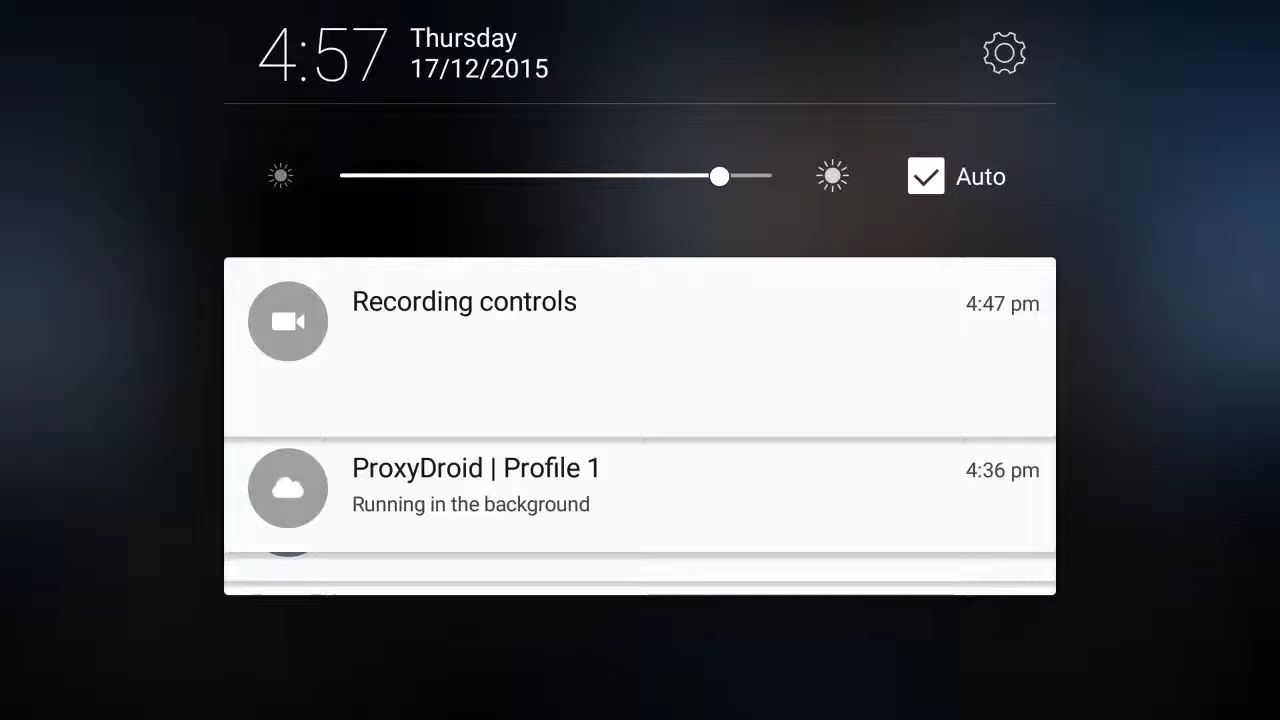 4:57
Thursday
17/12/2015
Auto
Recording controls
4:47 pm
ProxyDroid | Profile 1
4:36 pm
Running in the background